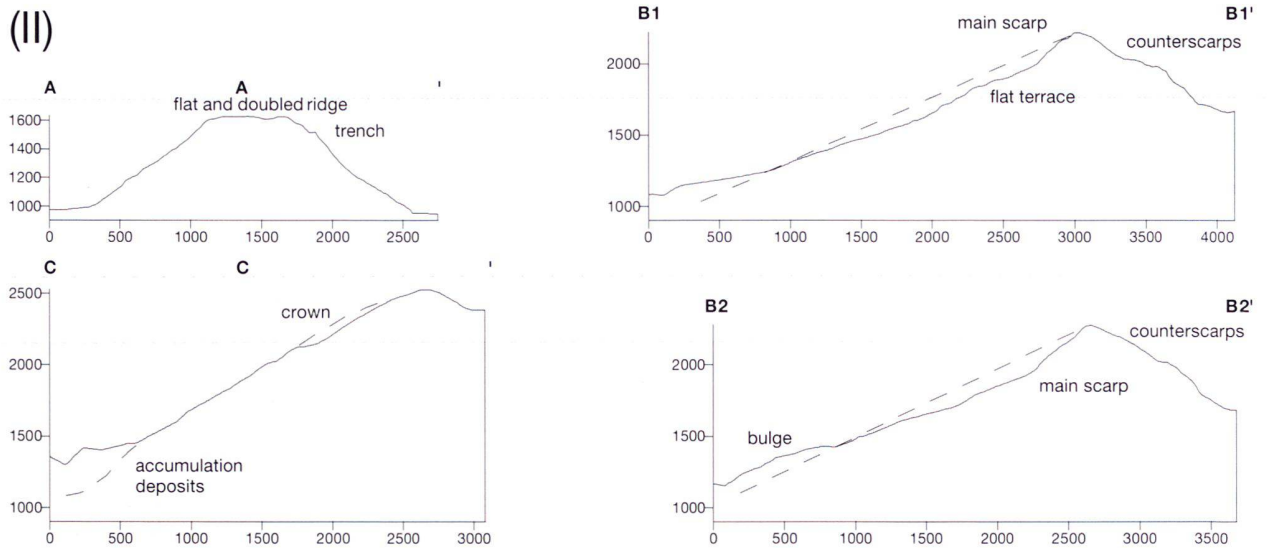 (II)
A A '
flat and doubled ridge
trench
1600
1400
1200
1000
0 500 1000 1500 2000 2500
B1 B1'
main scarp
counterscarps
flat terrace
2000
1500
1000
0 500 1000 1500 2000 2500 3000 3500 4000
C C '
crown
accumulation
deposits
2500
2000
1500
1000
0 500 1000 1500 2000 2500 3000
B2 B2'
counterscarps
main scarp
bulge
2000
1500
1000
0 500 1000 1500 2000 2500 3000 3500